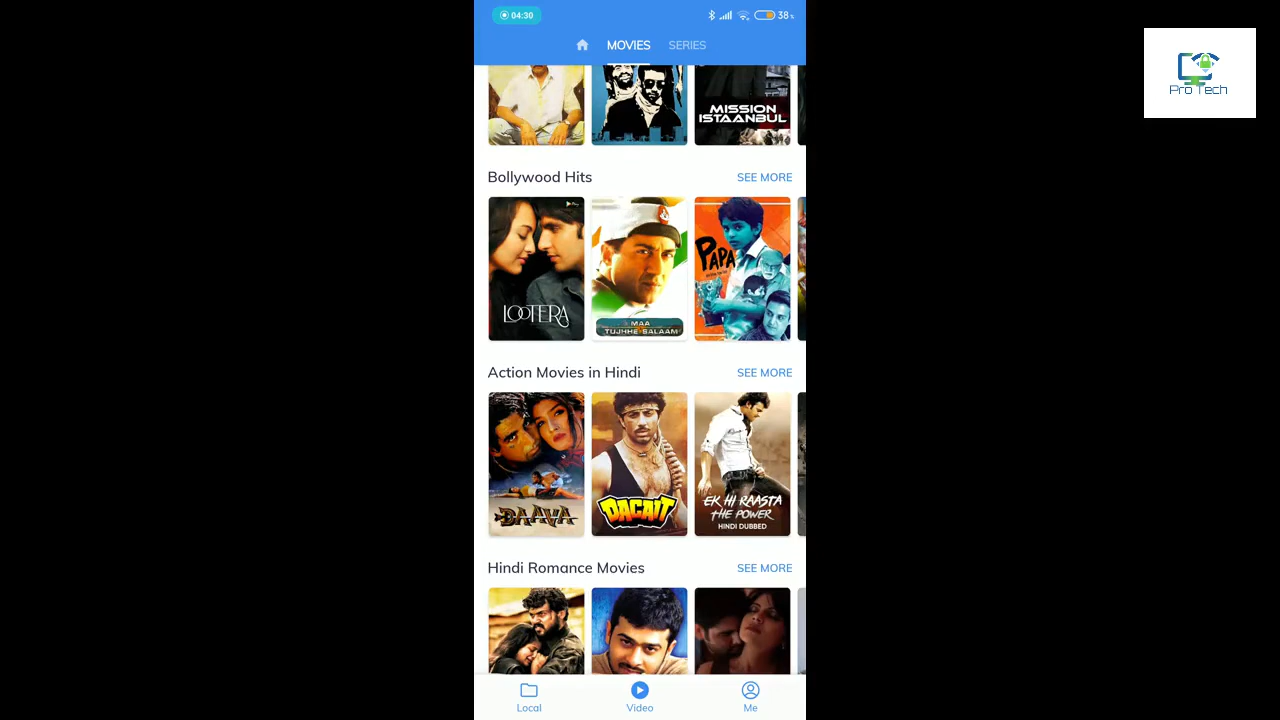 04:30
38%
MOVIES SERIES
MISSION
ISTAANBUL
Bollywood Hits SEE MORE
LOOTERA
MAA
TUJHHE SALAAM
PAPA
Action Movies in Hindi SEE MORE
DAAVA
DACAIT
EK HI RAASTA
THE POWER
HINDI DUBBED
Hindi Romance Movies SEE MORE
Local Video Me
Pro Tech